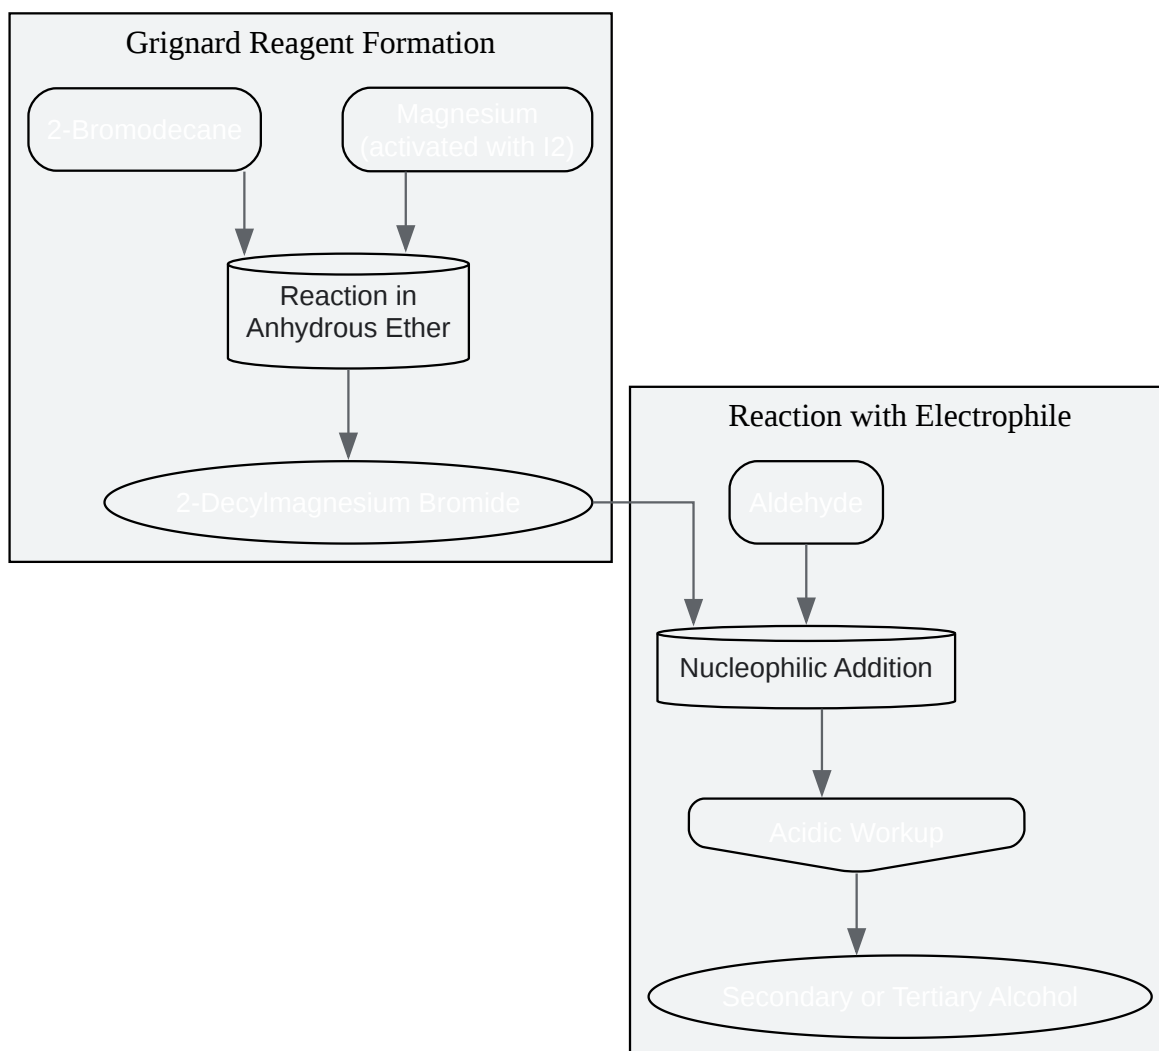 Grignard Reagent Formation
2-Bromodecane
Magnesium
(activated with I2)
Reaction in
Anhydrous Ether
2-Decylmagnesium Bromide
Reaction with Electrophile
Aldehyde
Nucleophilic Addition
Acidic Workup
Secondary or Tertiary Alcohol